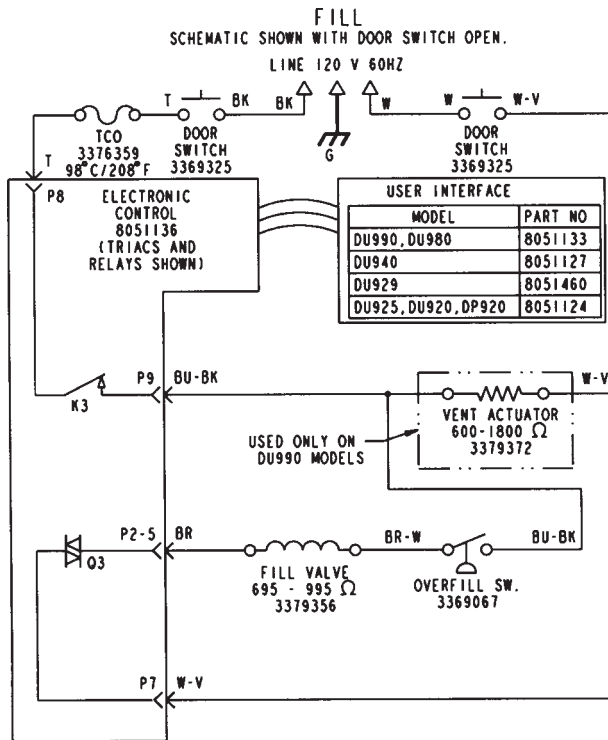 FILL
SCHEMATIC SHOWN WITH DOOR SWITCH OPEN.
LINE 120 V 60HZ
T
BK
BK
W
W
W-V
TCO
3376359
98°C/208°F
DOOR
SWITCH
3369325
G
DOOR
SWITCH
3369325
T
P8
ELECTRONIC
CONTROL
8051136
(TRIACS AND
RELAYS SHOWN)
USER INTERFACE
MODEL PART NO
DU990,DU980 8051133
DU940 8051127
DU929 8051460
DU925,DU920,DP920 8051124
K3
P9
BU-BK
W-V
VENT ACTUATOR
600-1800 Ω
3379372
USED ONLY ON
DU990 MODELS
Q3
P2-5
BR
BR-W
BU-BK
FILL VALVE
695 - 995 Ω
3379356
OVERFILL SW.
3369067
P7
W-V